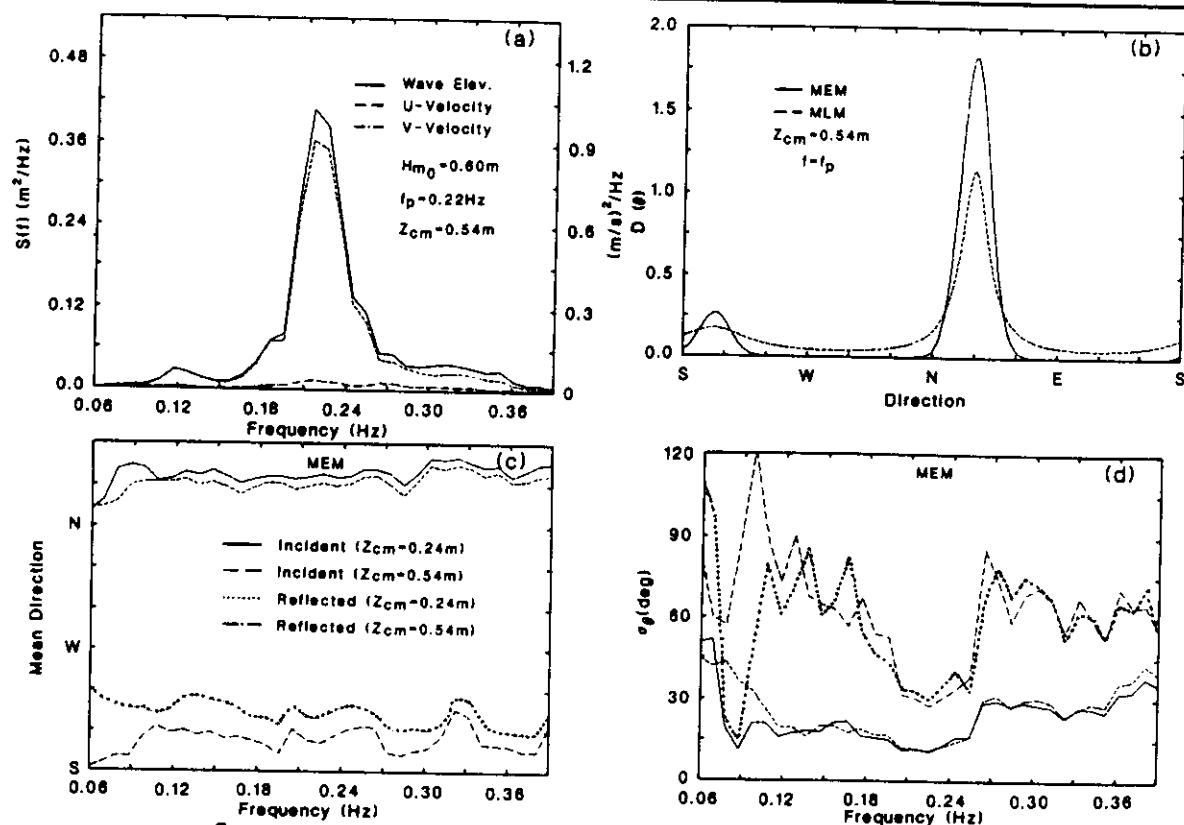 (a)
S(f) (m²/Hz)
0.48
0.36
0.24
0.12
0.0
1.2
0.9
0.6
0.3
0
(m/s)²/Hz
Wave Elev.
U-Velocity
V-Velocity
Hm0=0.60m
fp=0.22Hz
Zcm=0.54m
0.06 0.12 0.18 0.24 0.30 0.36
Frequency (Hz)
(b)
D (θ)
2.0
1.5
1.0
0.5
0.0
MEM
MLM
Zcm=0.54m
f=fp
S W N E S
Direction
(c)
MEM
Mean Direction
N
W
S
Incident (Zcm=0.24m)
Incident (Zcm=0.54m)
Reflected (Zcm=0.24m)
Reflected (Zcm=0.54m)
0.06 0.12 0.18 0.24 0.30 0.36
Frequency (Hz)
(d)
MEM
σθ(deg)
120
90
60
30
0
0.06 0.12 0.18 0.24 0.30 0.36
Frequency (Hz)